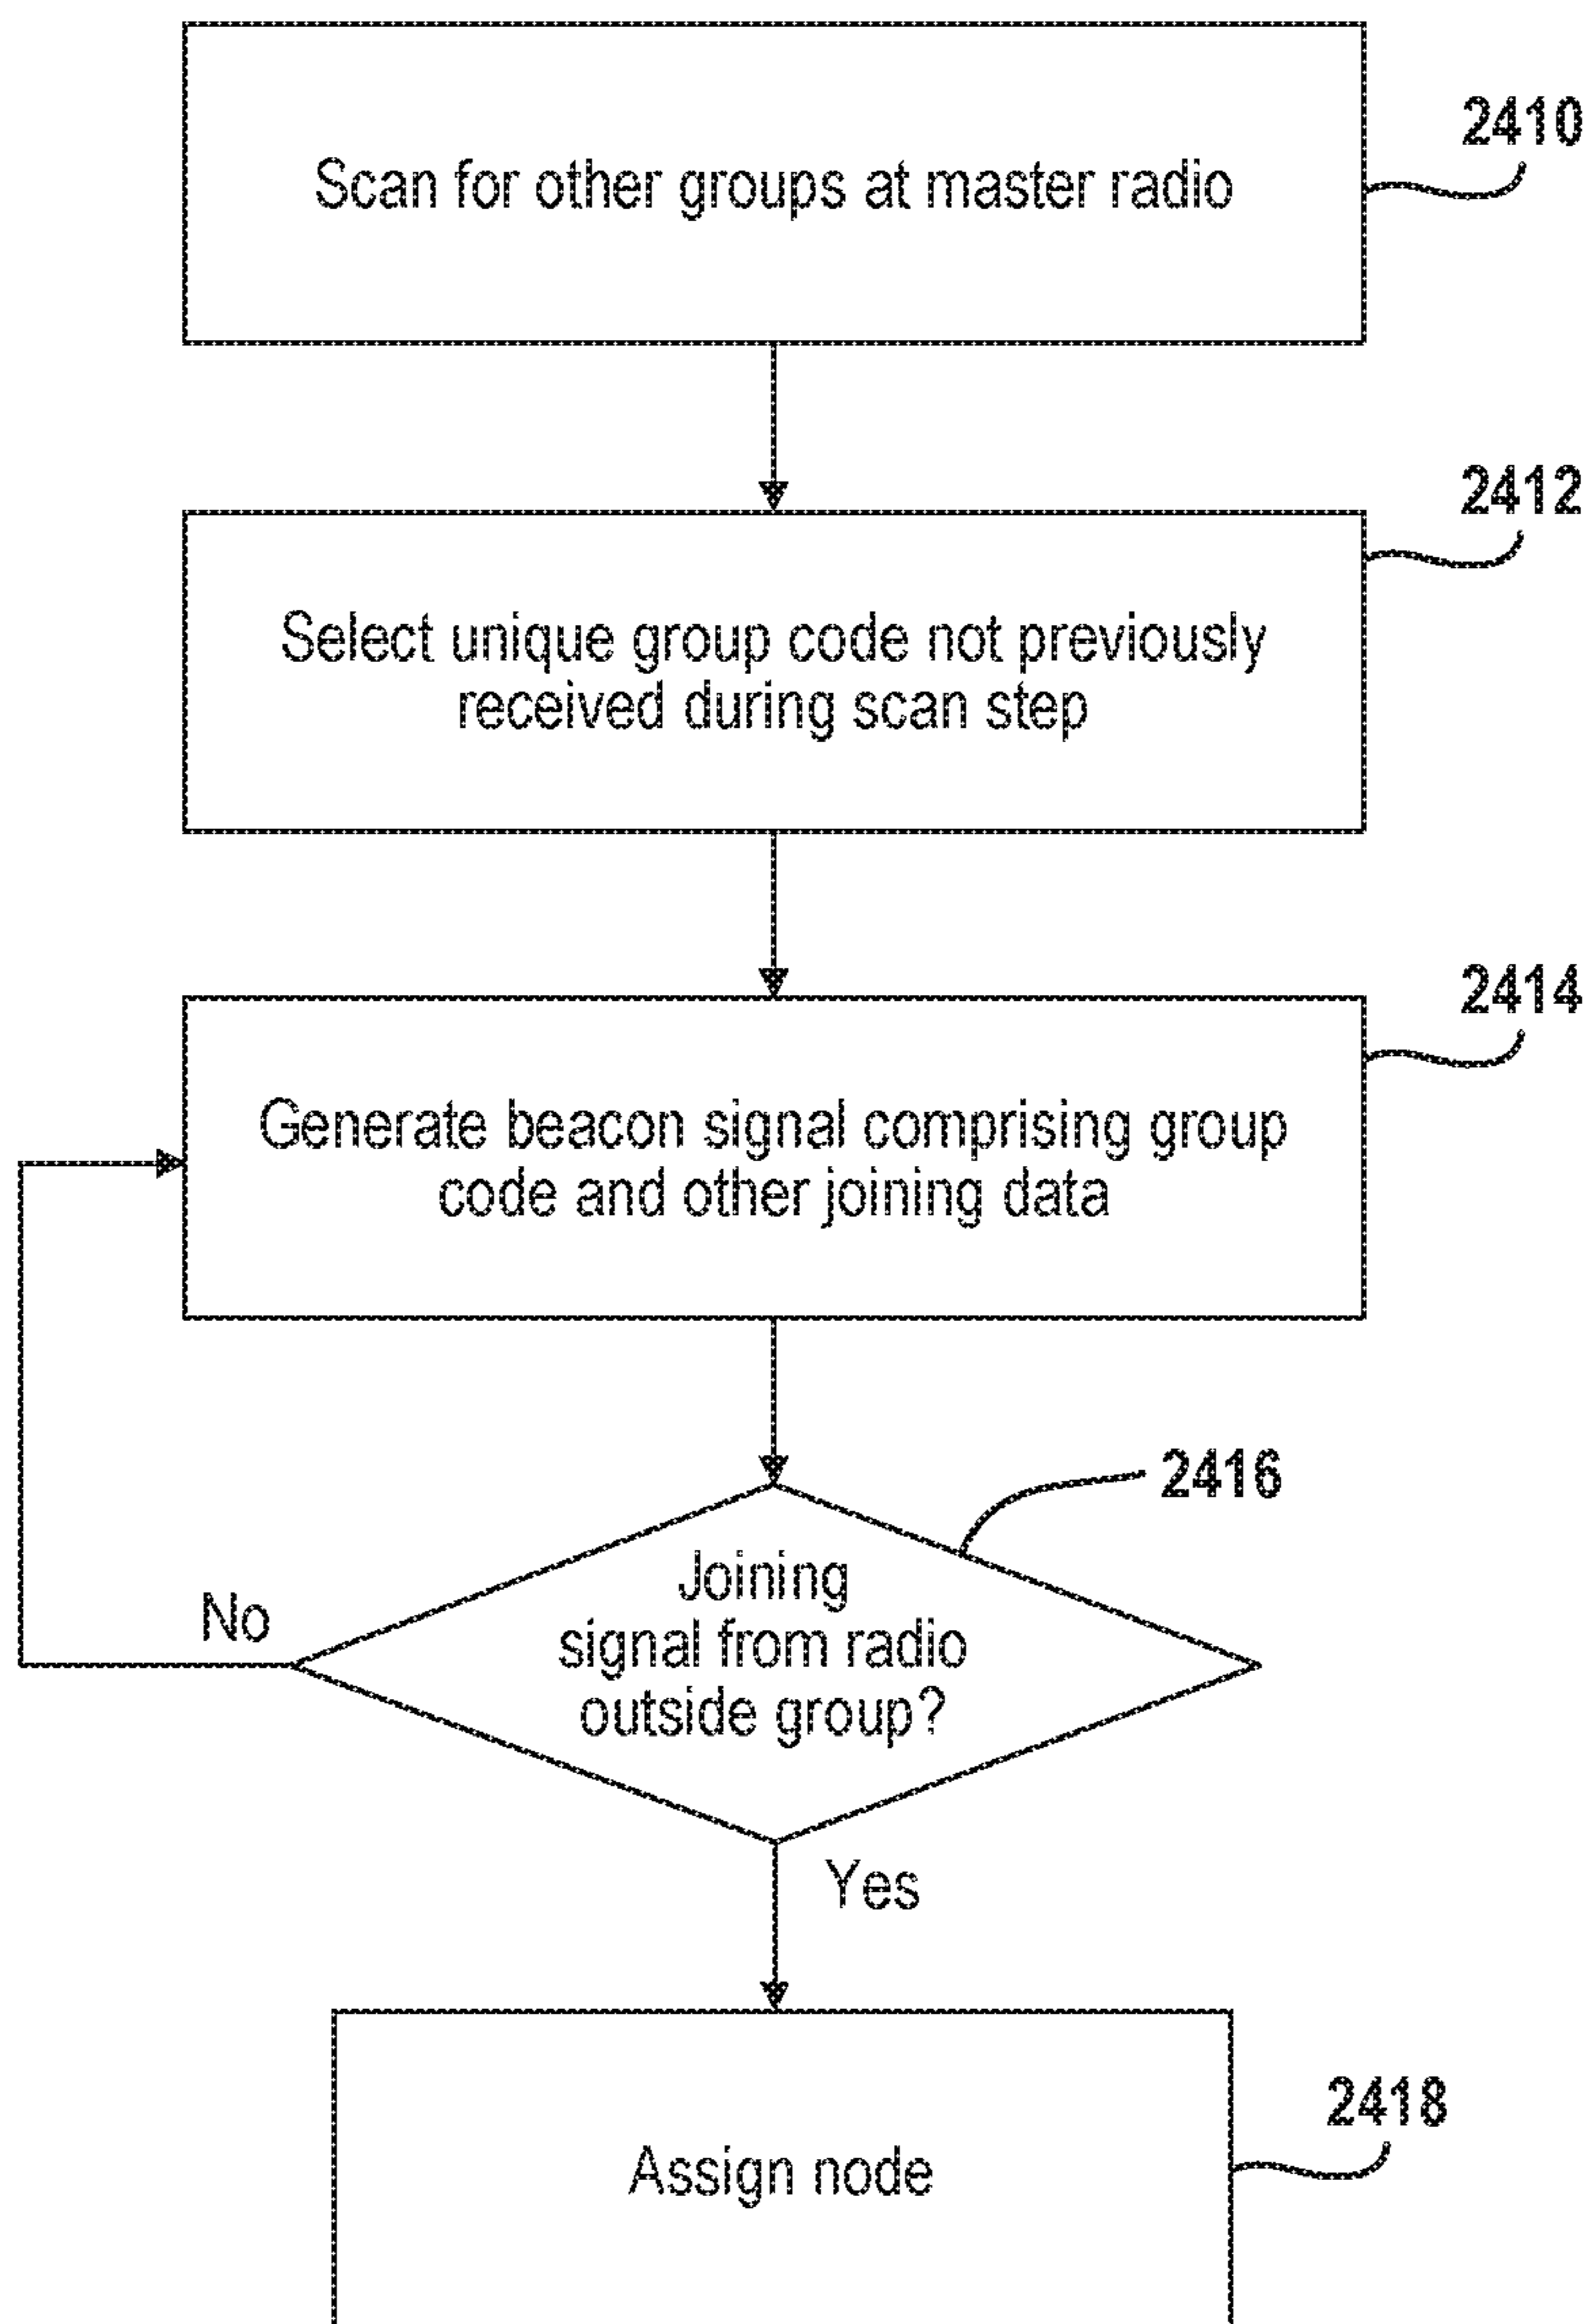 2410
Scan for other groups at master radio
2412
Select unique group code not previously
received during scan step
2414
Generate beacon signal comprising group
code and other joining data
2416
Joining
signal from radio
outside group?
No
Yes
2418
Assign node